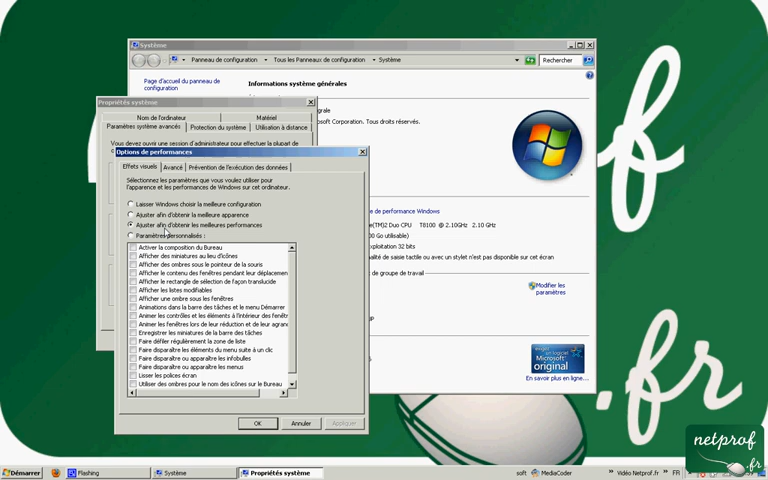 Système
Panneau de configuration
Tous les Panneaux de configuration
Système
Rechercher
Page d'accueil du panneau de
configuration
Informations système générales
Propriétés système
Nom de l'ordinateur
Matériel
Paramètres système avancés
Protection du système
Utilisation à distance
Vous devez ouvrir une session d'administrateur pour effectuer la plupart de
soft Corporation. Tous droits réservés.
Options de performances
Effets visuels
Avancé
Prévention de l'exécution des données
Sélectionnez les paramètres que vous voulez utiliser pour
l'apparence et les performances de Windows sur cet ordinateur.
Laisser Windows choisir la meilleure configuration
Ajuster afin d'obtenir la meilleure apparence
Ajuster afin d'obtenir les meilleures performances
Paramètres personnalisés :
Activer la composition du Bureau
Afficher des miniatures au lieu d'icônes
Afficher des ombres sous le pointeur de la souris
Afficher le contenu des fenêtres pendant leur déplacemen
Afficher le rectangle de sélection de façon translucide
Afficher les listes modifiables
Afficher une ombre sous les fenêtres
Animations dans la barre des tâches et le menu Démarrer
Animer les contrôles et les éléments à l'intérieur des fenêtr
Animer les fenêtres lors de leur réduction et de leur agran
Enregistrer les miniatures de la barre des tâches
Faire défiler régulièrement la zone de liste
Faire disparaître les éléments du menu suite à un clic
Faire disparaître ou apparaître les infobulles
Faire disparaître ou apparaître les menus
Lisser les polices écran
Utiliser des ombres pour le nom des icônes sur le Bureau
OK
Annuler
Appliquer
de performance Windows
(TM)2 Duo CPU T8100 @ 2.10GHz 2.10 GHz
xploitation 32 bits
alité de saisie tactile ou avec un stylet n'est pas disponible sur cet écran
de groupe de travail
Modifier les
paramètres
Microsoft
original
En savoir plus en ligne...
f
.fr
netprof
.fr
Démarrer
Flashing
Système
Propriétés système
soft
MediaCoder
Vidéo Netprof.fr
FR